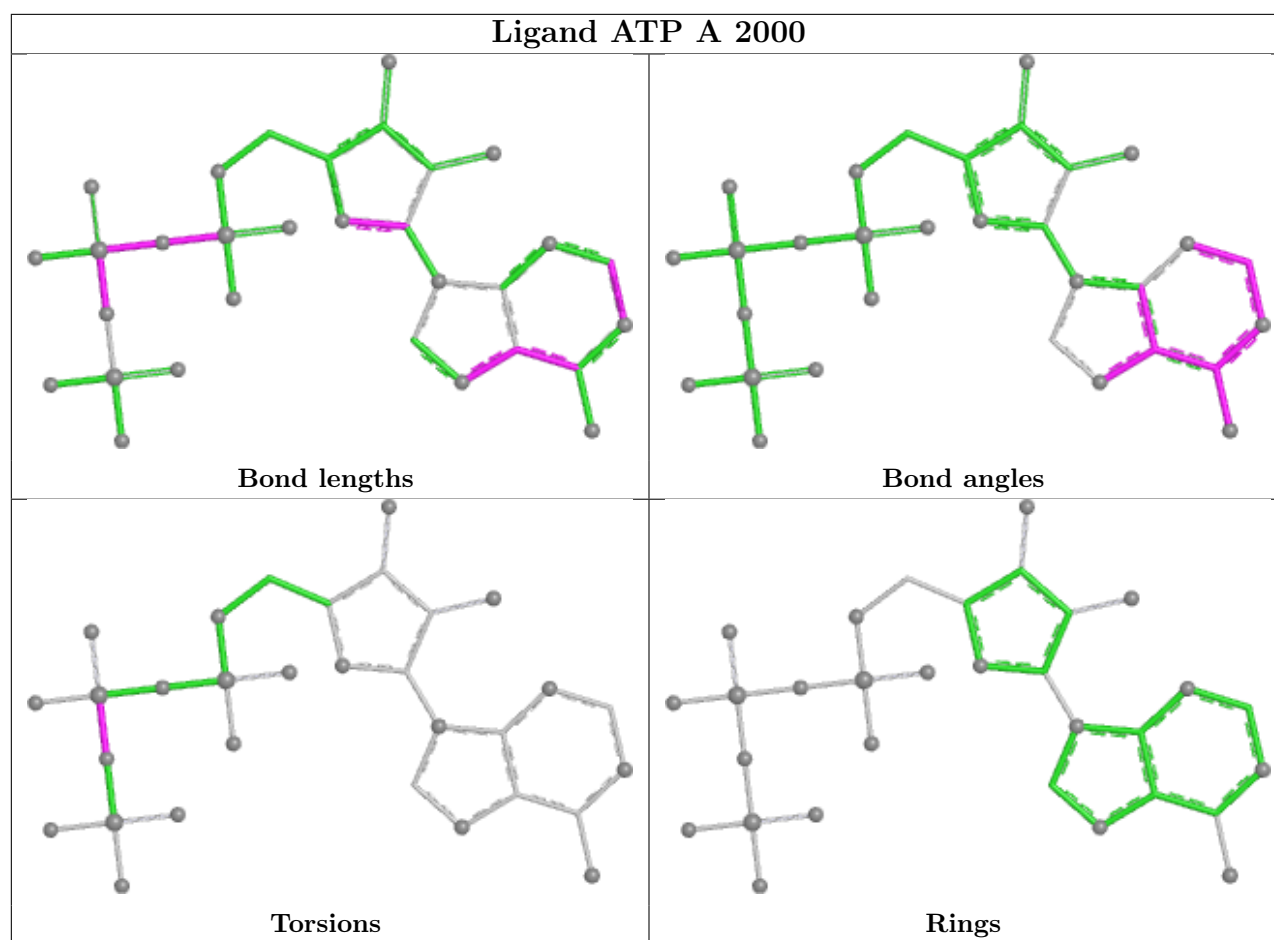 Ligand ATP A 2000
Bond lengths
Bond angles
Torsions
Rings